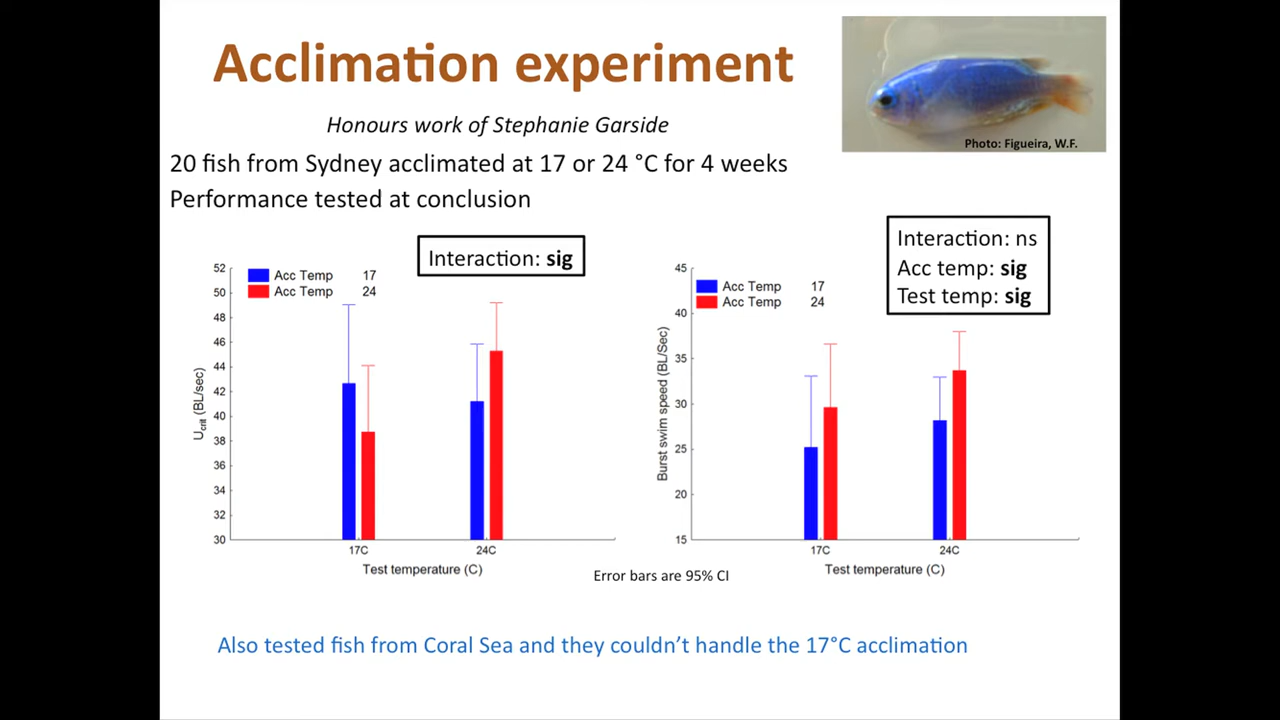 Acclimation experiment
Honours work of Stephanie Garside
Photo: Figueira, W.F.
20 fish from Sydney acclimated at 17 or 24 °C for 4 weeks
Performance tested at conclusion
Interaction: sig
52
50
48
46
44
42
40
38
36
34
32
30
Acc Temp 17
Acc Temp 24
Ucrit (BL/sec)
17C
24C
Test temperature (C)
Interaction: ns
Acc temp: sig
Test temp: sig
45
40
35
30
25
20
15
Acc Temp 17
Acc Temp 24
Burst swim speed (BL/Sec)
17C
24C
Test temperature (C)
Error bars are 95% CI
Also tested fish from Coral Sea and they couldn’t handle the 17°C acclimation